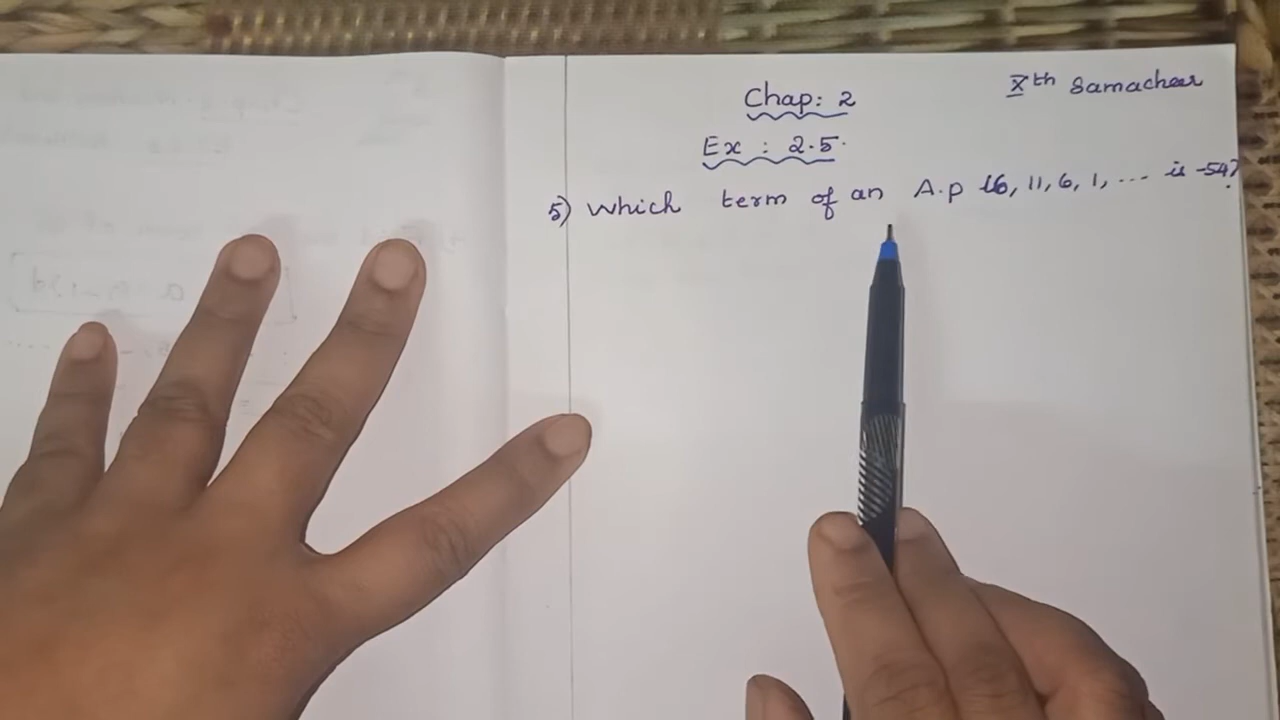 Xth Samacheer
Chap: 2
Ex : 2.5.
5) Which term of an A.p 16, 11, 6, 1, ... is -54?